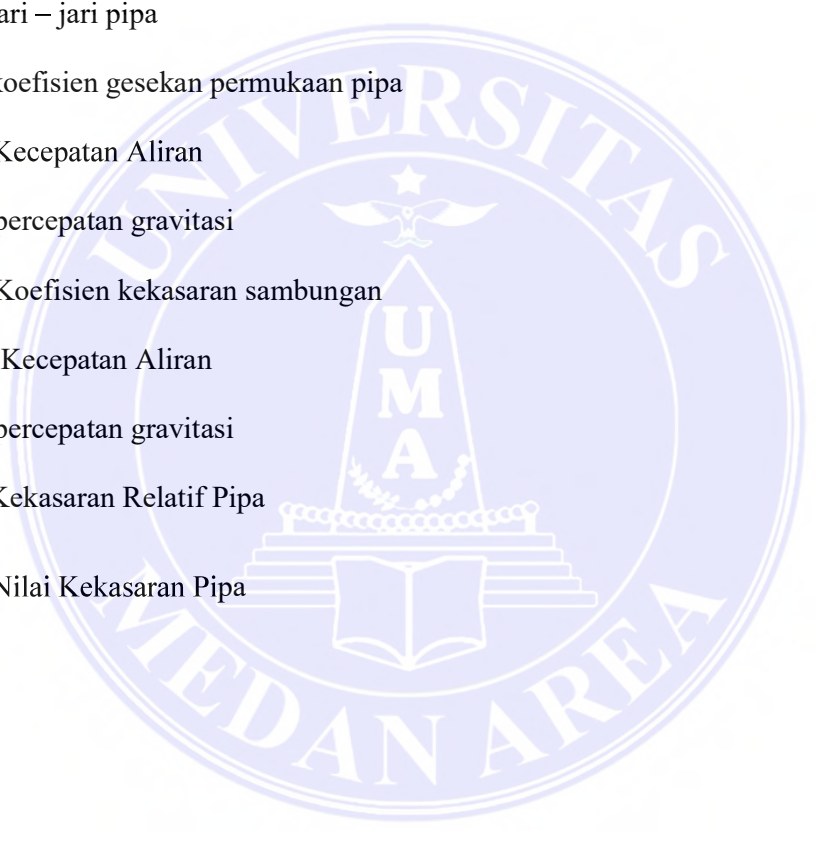 ari – jari pipa
koefisien gesekan permukaan pipa
Kecepatan Aliran
percepatan gravitasi
Koefisien kekasaran sambungan
Kecepatan Aliran
percepatan gravitasi
Kekasaran Relatif Pipa
Nilai Kekasaran Pipa
UNIVERSITAS
UMA
MEDAN AREA